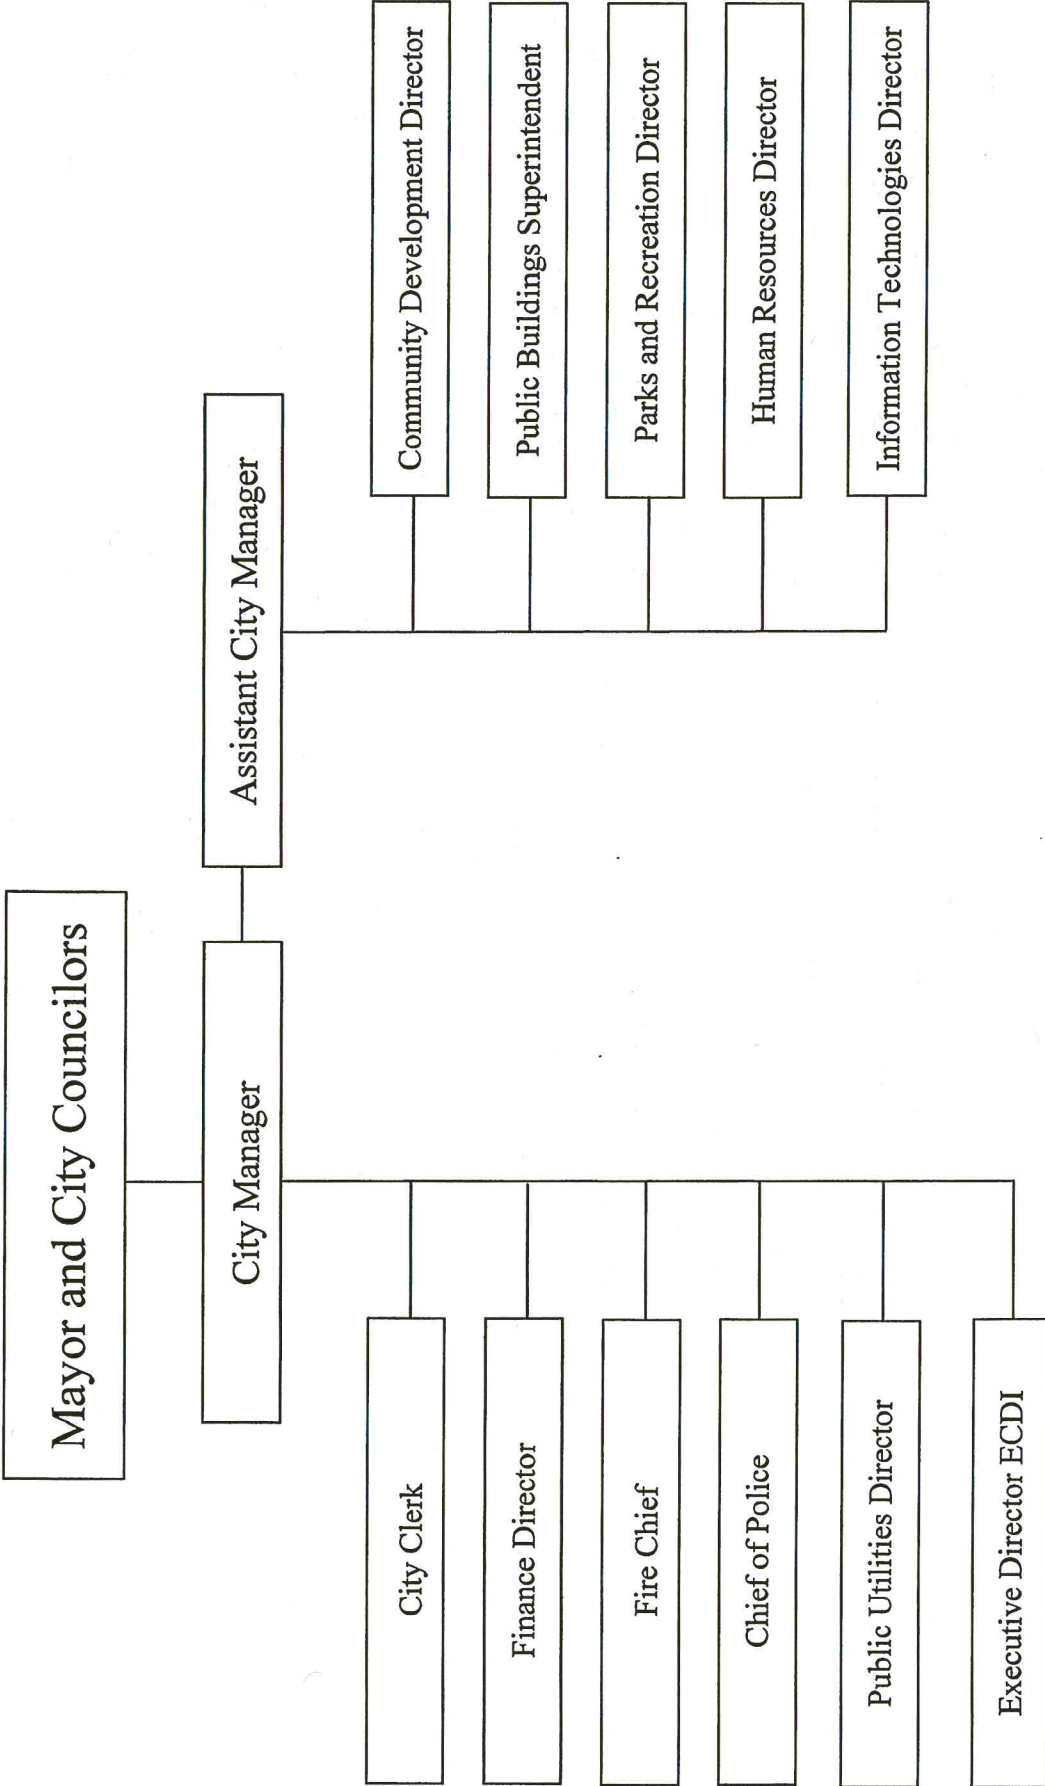 Mayor and City Councilors
City Manager
Assistant City Manager
City Clerk
Finance Director
Fire Chief
Chief of Police
Public Utilities Director
Executive Director ECDI
Community Development Director
Public Buildings Superintendent
Parks and Recreation Director
Human Resources Director
Information Technologies Director